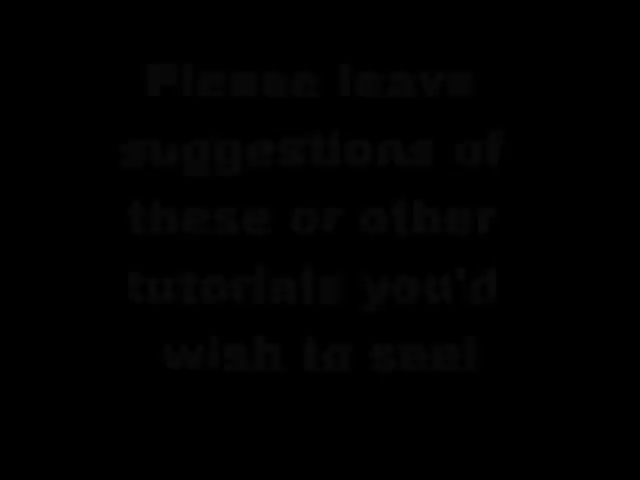 Please leave
suggestions of
these or other
tutorials you'd
wish to see!